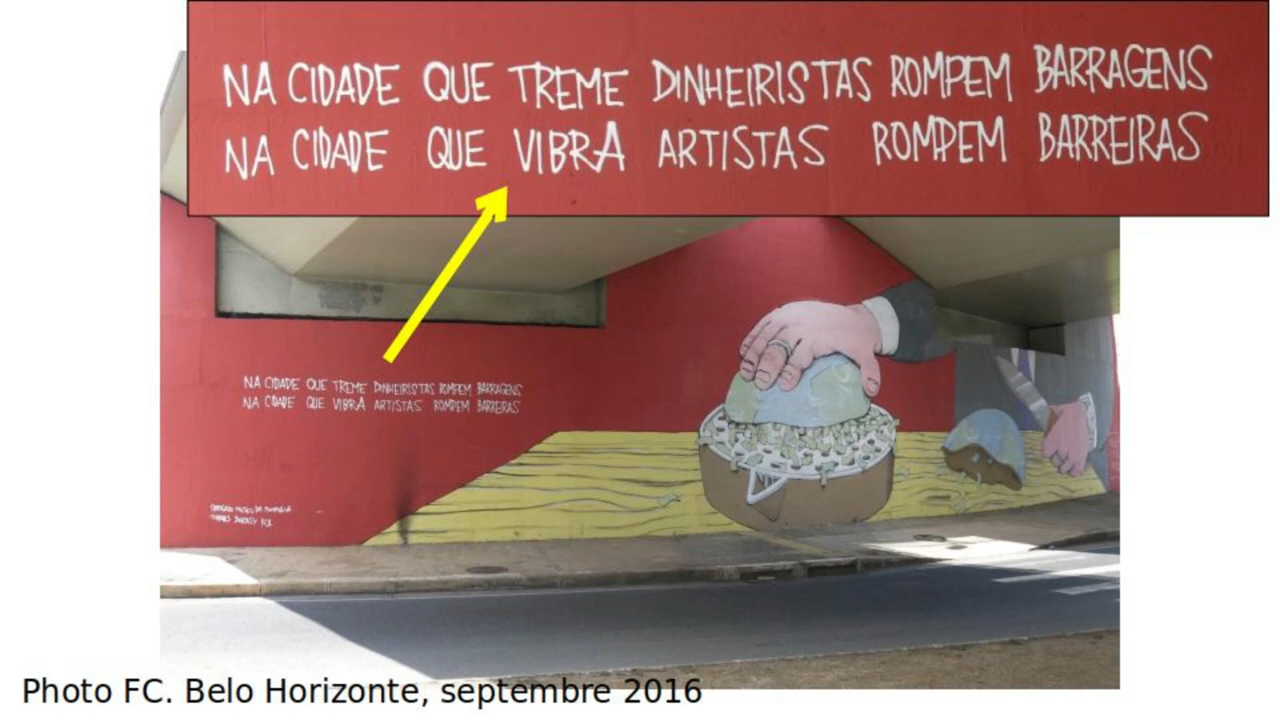 NA CIDADE QUE TREME DINHEIRISTAS ROMPEM BARRAGENS
NA CIDADE QUE VIBRA ARTISTAS ROMPEM BARREIRAS
NA CIDADE QUE TREME DINHEIRISTAS ROMPEM BARRAGENS
NA CIDADE QUE VIBRA ARTISTAS ROMPEM BARREIRAS
Photo FC. Belo Horizonte, septembre 2016